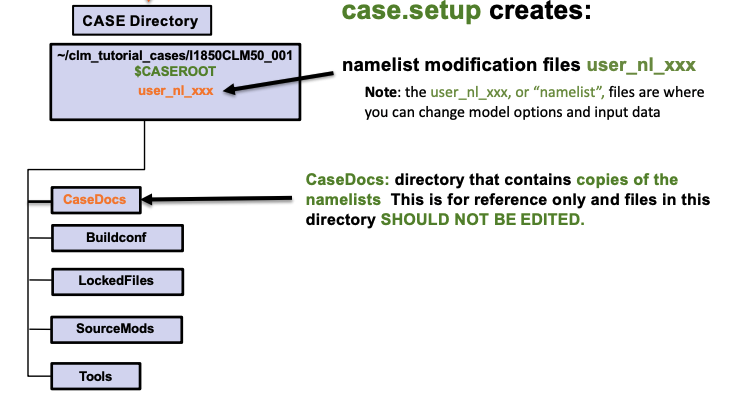 case.setup creates:
CASE Directory
~/clm_tutorial_cases/I1850CLM50_001
$CASEROOT
user_nl_xxx
namelist modification files user_nl_xxx
Note: the user_nl_xxx, or “namelist”, files are where
you can change model options and input data
CaseDocs: directory that contains copies of the
namelists This is for reference only and files in this
directory SHOULD NOT BE EDITED.
CaseDocs
Buildconf
LockedFiles
SourceMods
Tools